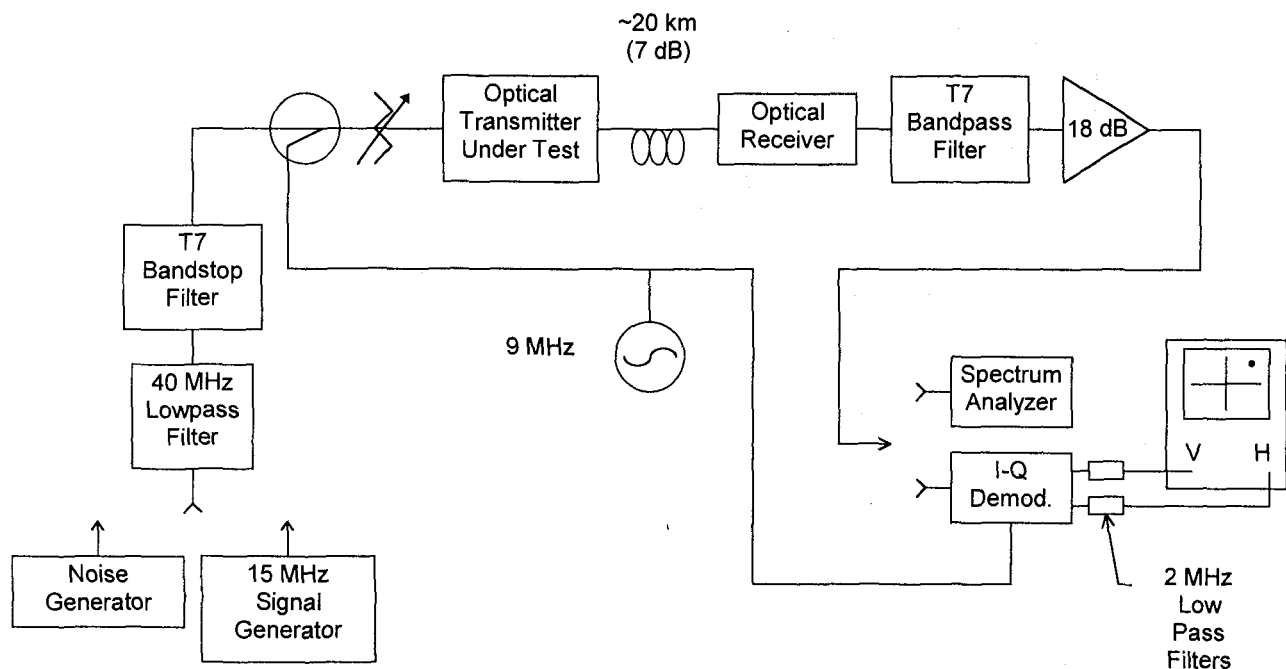 ~20 km
(7 dB)
Optical
Transmitter
Under Test
Optical
Receiver
T7
Bandpass
Filter
18 dB
T7
Bandstop
Filter
9 MHz
40 MHz
Lowpass
Filter
Spectrum
Analyzer
V H
I-Q
Demod.
Noise
Generator
15 MHz
Signal
Generator
2 MHz
Low
Pass
Filters